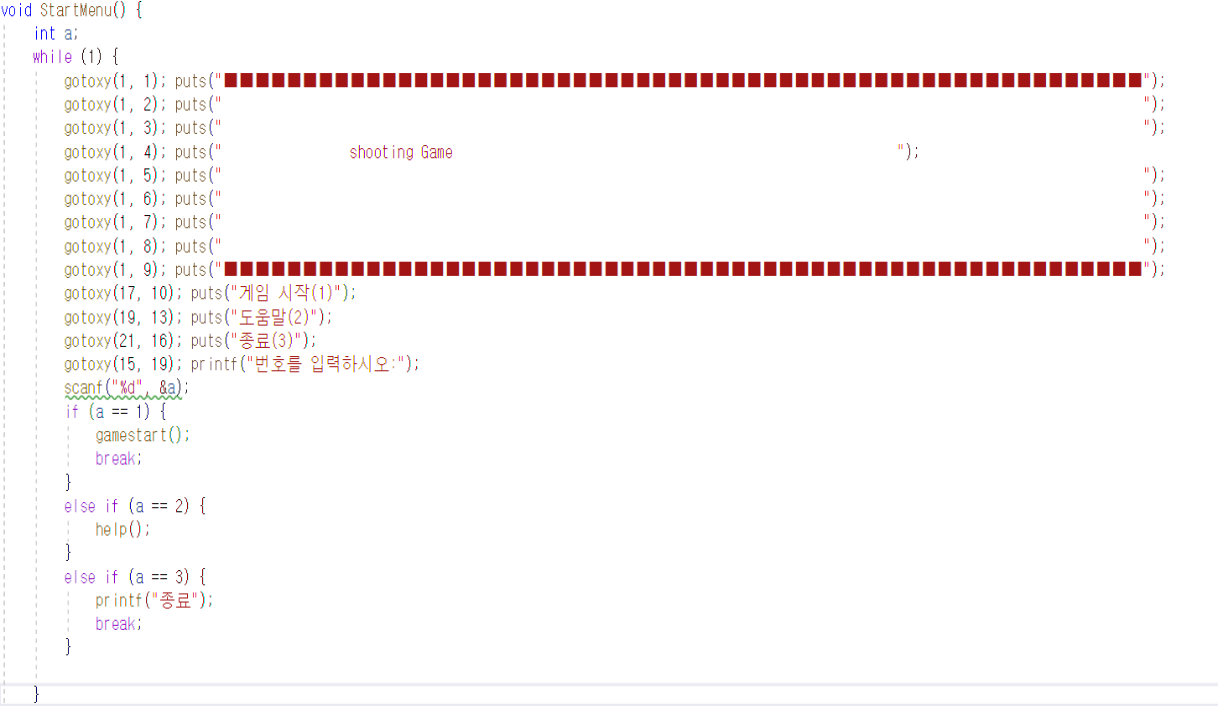 void StartMenu() {
int a;
while (1) {
gotoxy(1, 1); puts("■■■■■■■■■■■■■■■■■■■■■■■■■■■■■■■■■■■■■■■■■■■■■■■■■■■■■■■■■■");
gotoxy(1, 2); puts(" ");
gotoxy(1, 3); puts(" ");
gotoxy(1, 4); puts(" shooting Game ");
gotoxy(1, 5); puts(" ");
gotoxy(1, 6); puts(" ");
gotoxy(1, 7); puts(" ");
gotoxy(1, 8); puts(" ");
gotoxy(1, 9); puts("■■■■■■■■■■■■■■■■■■■■■■■■■■■■■■■■■■■■■■■■■■■■■■■■■■■■■■■■■■");
gotoxy(17, 10); puts("게임 시작(1)");
gotoxy(19, 13); puts("도움말(2)");
gotoxy(21, 16); puts("종료(3)");
gotoxy(15, 19); printf("번호를 입력하시오:");
scanf("%d", &a);
if (a == 1) {
gamestart();
break;
}
else if (a == 2) {
help();
}
else if (a == 3) {
printf("종료");
break;
}
}